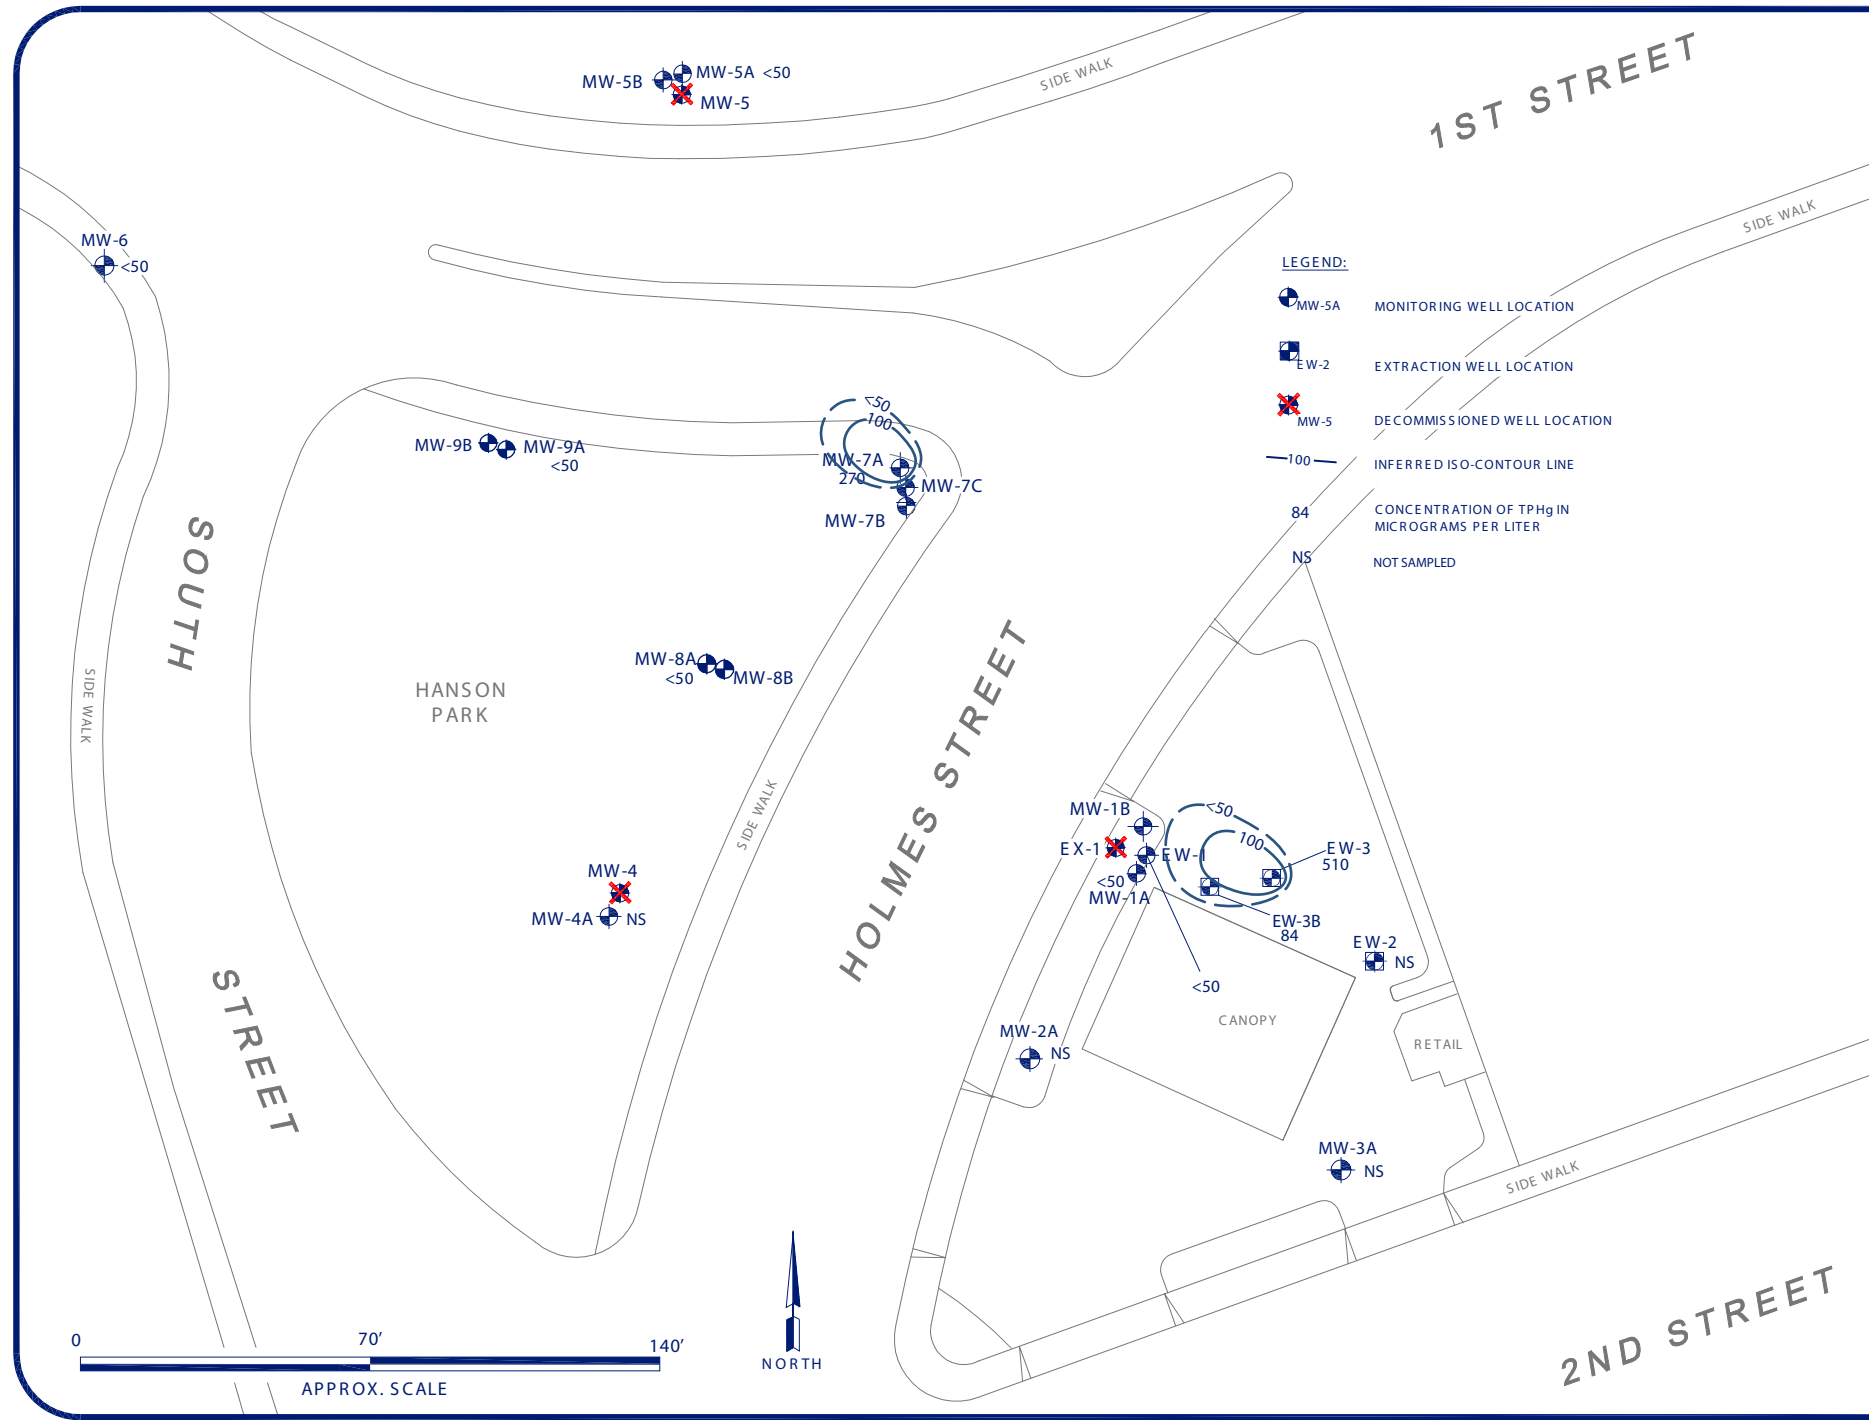 MW-5A <50
MW-5B
MW-5
SIDE WALK
1ST STREET
SIDE WALK
MW-6
<50
LEGEND:
MW-5A MONITORING WELL LOCATION
EW-2 EXTRACTION WELL LOCATION
MW-5 DECOMMISSIONED WELL LOCATION
100 INFERRED ISO-CONTOUR LINE
84 CONCENTRATION OF TPHg IN
MICROGRAMS PER LITER
NS NOT SAMPLED
<50
100
MW-9B
MW-9A
<50
MW-7A
270
MW-7C
MW-7B
SOUTH
STREET
SIDE WALK
HANSON
PARK
MW-8A
<50
MW-8B
SIDE WALK
HOLMES STREET
MW-4
MW-4A NS
MW-1B
EX-1
EW-1
<50
MW-1A
<50
<50
100
EW-3
510
EW-3B
84
EW-2
NS
CANOPY
RETAIL
MW-2A
NS
MW-3A
NS
SIDE WALK
2ND STREET
0 70' 140'
APPROX. SCALE
NORTH